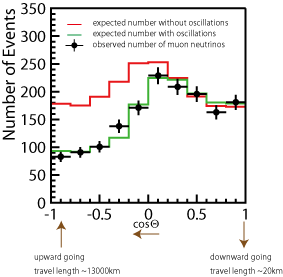 expected number without oscillations
expected number with oscillations
observed number of muon neutrinos
Number of Events
350
300
250
200
150
100
50
0
-1 -0.5 0 0.5 1
cosΘ
upward going
travel length ~13000km
downward going
travel length ~20km